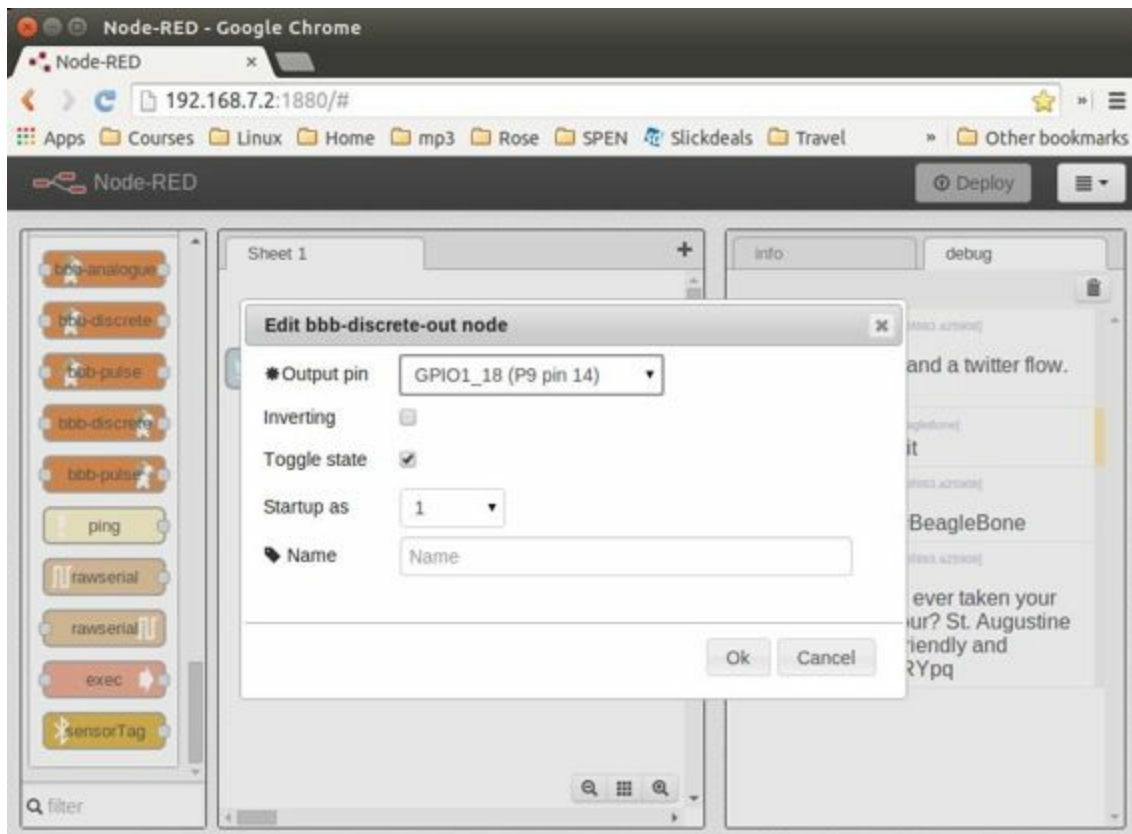 Node-RED - Google Chrome
Node-RED ×
192.168.7.2:1880/#
Apps Courses Linux Home mp3 Rose SPEN Slickdeals Travel » Other bookmarks
Node-RED Deploy
bbb-analogue
bbb-discrete
bbb-pulse
bbb-discrete
bbb-pulse
ping
rawserial
rawserial
exec
sensorTag
filter
Sheet 1 +
info debug
Edit bbb-discrete-out node
Output pin GPIO1_18 (P9 pin 14)
Inverting
Toggle state
Startup as 1
Name Name
Ok Cancel
and a twitter flow.
it
BeagleBone
ever taken your
ur? St. Augustine
iendly and
RYpq